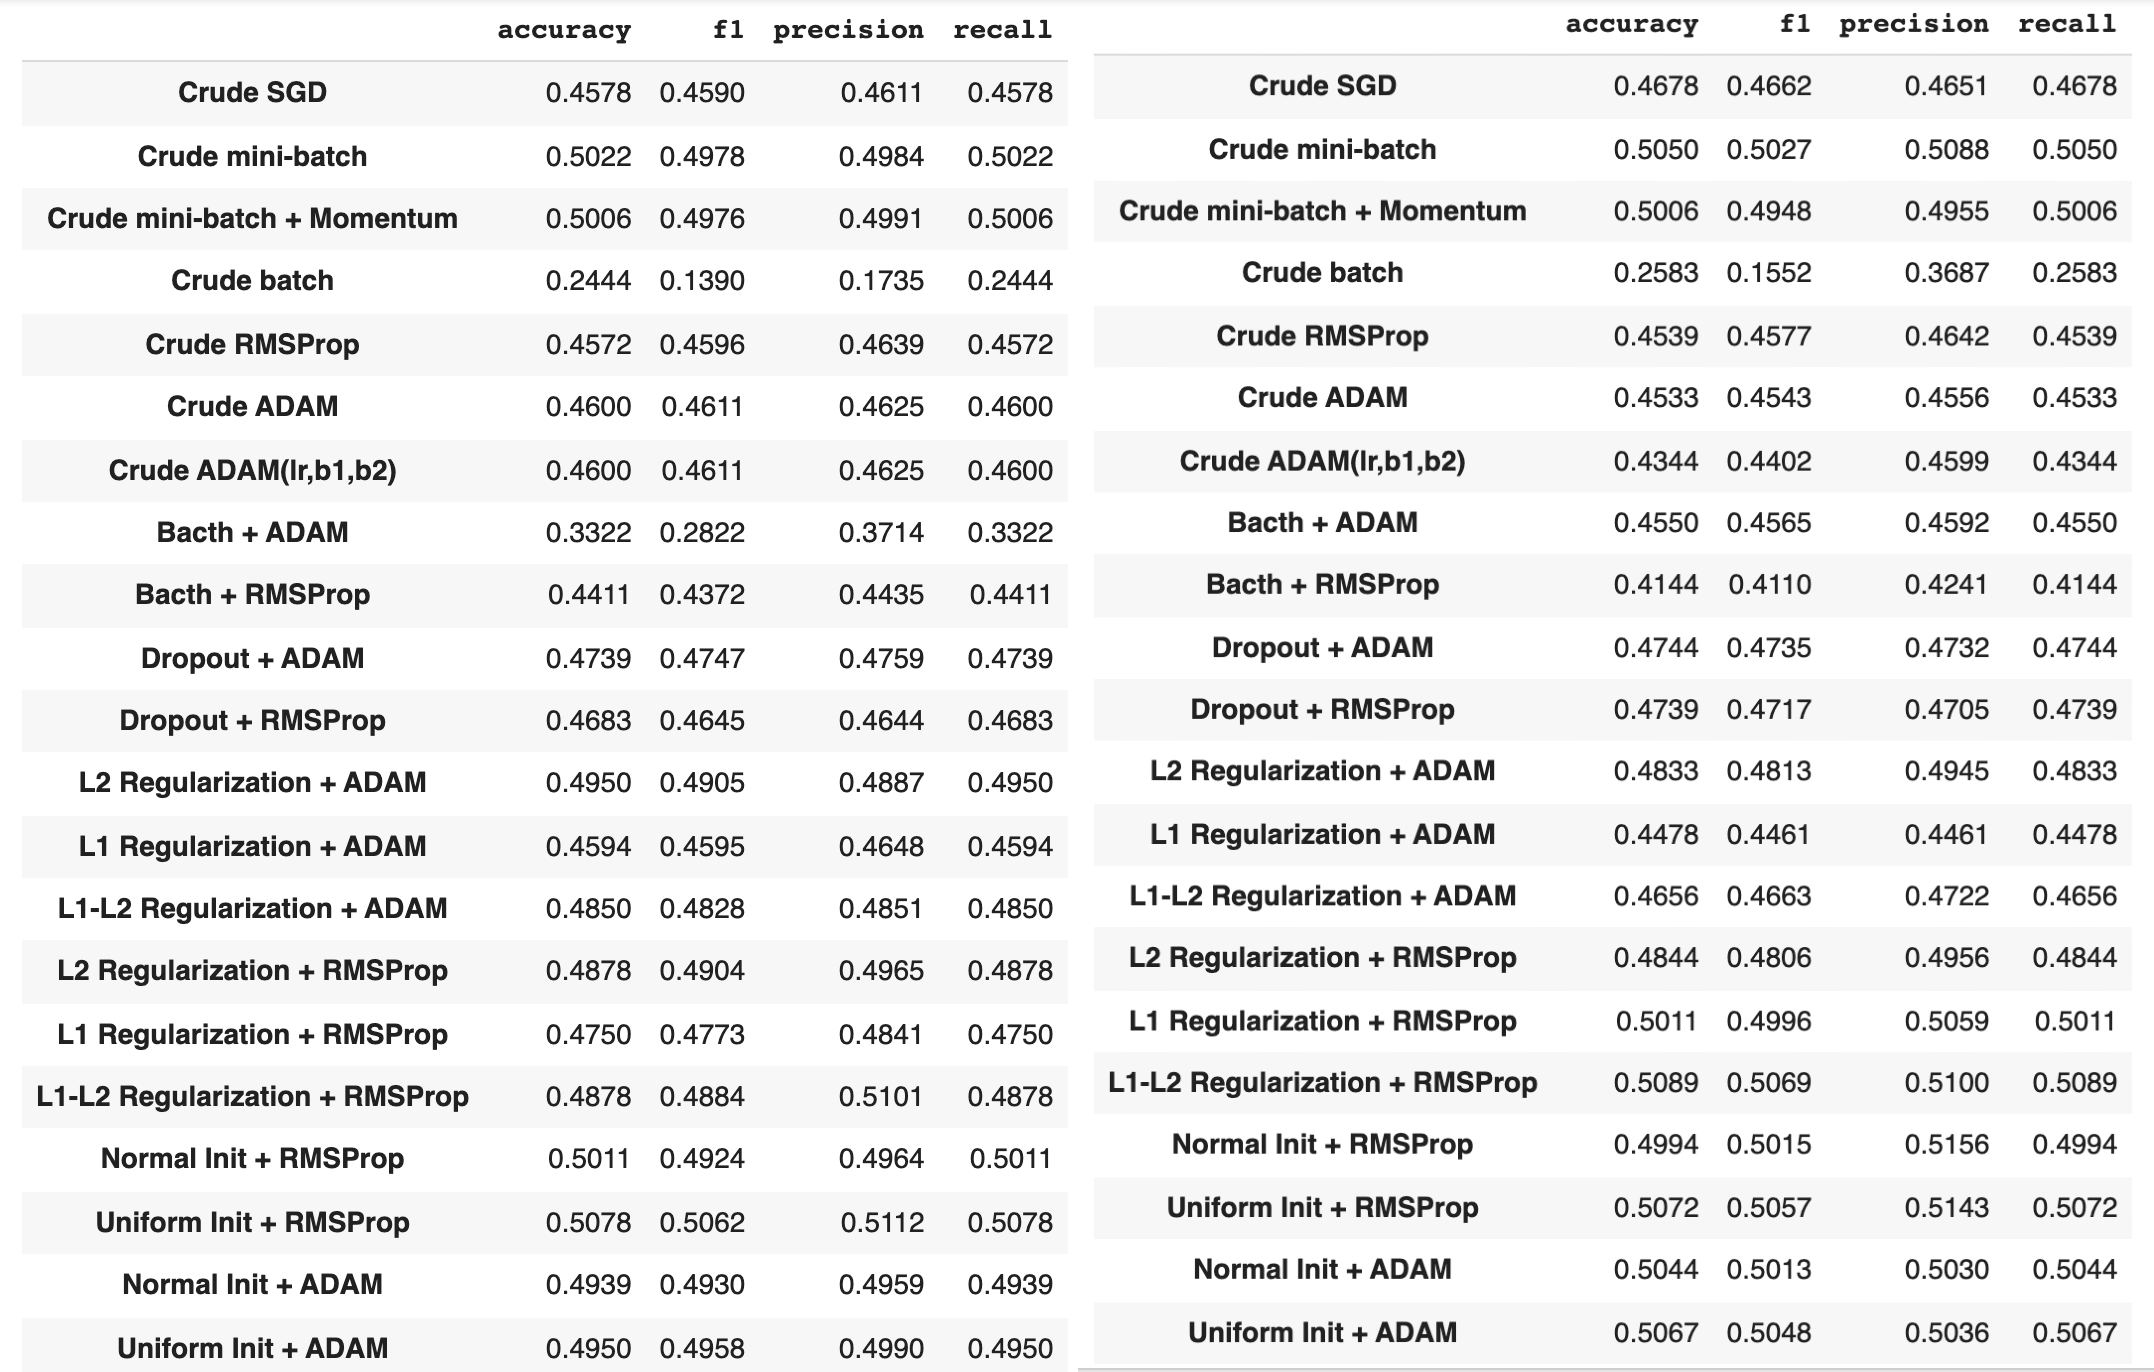 accuracy f1 precision recall
Crude SGD 0.4578 0.4590 0.4611 0.4578
Crude mini-batch 0.5022 0.4978 0.4984 0.5022
Crude mini-batch + Momentum 0.5006 0.4976 0.4991 0.5006
Crude batch 0.2444 0.1390 0.1735 0.2444
Crude RMSProp 0.4572 0.4596 0.4639 0.4572
Crude ADAM 0.4600 0.4611 0.4625 0.4600
Crude ADAM(lr,b1,b2) 0.4600 0.4611 0.4625 0.4600
Bacth + ADAM 0.3322 0.2822 0.3714 0.3322
Bacth + RMSProp 0.4411 0.4372 0.4435 0.4411
Dropout + ADAM 0.4739 0.4747 0.4759 0.4739
Dropout + RMSProp 0.4683 0.4645 0.4644 0.4683
L2 Regularization + ADAM 0.4950 0.4905 0.4887 0.4950
L1 Regularization + ADAM 0.4594 0.4595 0.4648 0.4594
L1-L2 Regularization + ADAM 0.4850 0.4828 0.4851 0.4850
L2 Regularization + RMSProp 0.4878 0.4904 0.4965 0.4878
L1 Regularization + RMSProp 0.4750 0.4773 0.4841 0.4750
L1-L2 Regularization + RMSProp 0.4878 0.4884 0.5101 0.4878
Normal Init + RMSProp 0.5011 0.4924 0.4964 0.5011
Uniform Init + RMSProp 0.5078 0.5062 0.5112 0.5078
Normal Init + ADAM 0.4939 0.4930 0.4959 0.4939
Uniform Init + ADAM 0.4950 0.4958 0.4990 0.4950
accuracy f1 precision recall
Crude SGD 0.4678 0.4662 0.4651 0.4678
Crude mini-batch 0.5050 0.5027 0.5088 0.5050
Crude mini-batch + Momentum 0.5006 0.4948 0.4955 0.5006
Crude batch 0.2583 0.1552 0.3687 0.2583
Crude RMSProp 0.4539 0.4577 0.4642 0.4539
Crude ADAM 0.4533 0.4543 0.4556 0.4533
Crude ADAM(lr,b1,b2) 0.4344 0.4402 0.4599 0.4344
Bacth + ADAM 0.4550 0.4565 0.4592 0.4550
Bacth + RMSProp 0.4144 0.4110 0.4241 0.4144
Dropout + ADAM 0.4744 0.4735 0.4732 0.4744
Dropout + RMSProp 0.4739 0.4717 0.4705 0.4739
L2 Regularization + ADAM 0.4833 0.4813 0.4945 0.4833
L1 Regularization + ADAM 0.4478 0.4461 0.4461 0.4478
L1-L2 Regularization + ADAM 0.4656 0.4663 0.4722 0.4656
L2 Regularization + RMSProp 0.4844 0.4806 0.4956 0.4844
L1 Regularization + RMSProp 0.5011 0.4996 0.5059 0.5011
L1-L2 Regularization + RMSProp 0.5089 0.5069 0.5100 0.5089
Normal Init + RMSProp 0.4994 0.5015 0.5156 0.4994
Uniform Init + RMSProp 0.5072 0.5057 0.5143 0.5072
Normal Init + ADAM 0.5044 0.5013 0.5030 0.5044
Uniform Init + ADAM 0.5067 0.5048 0.5036 0.5067